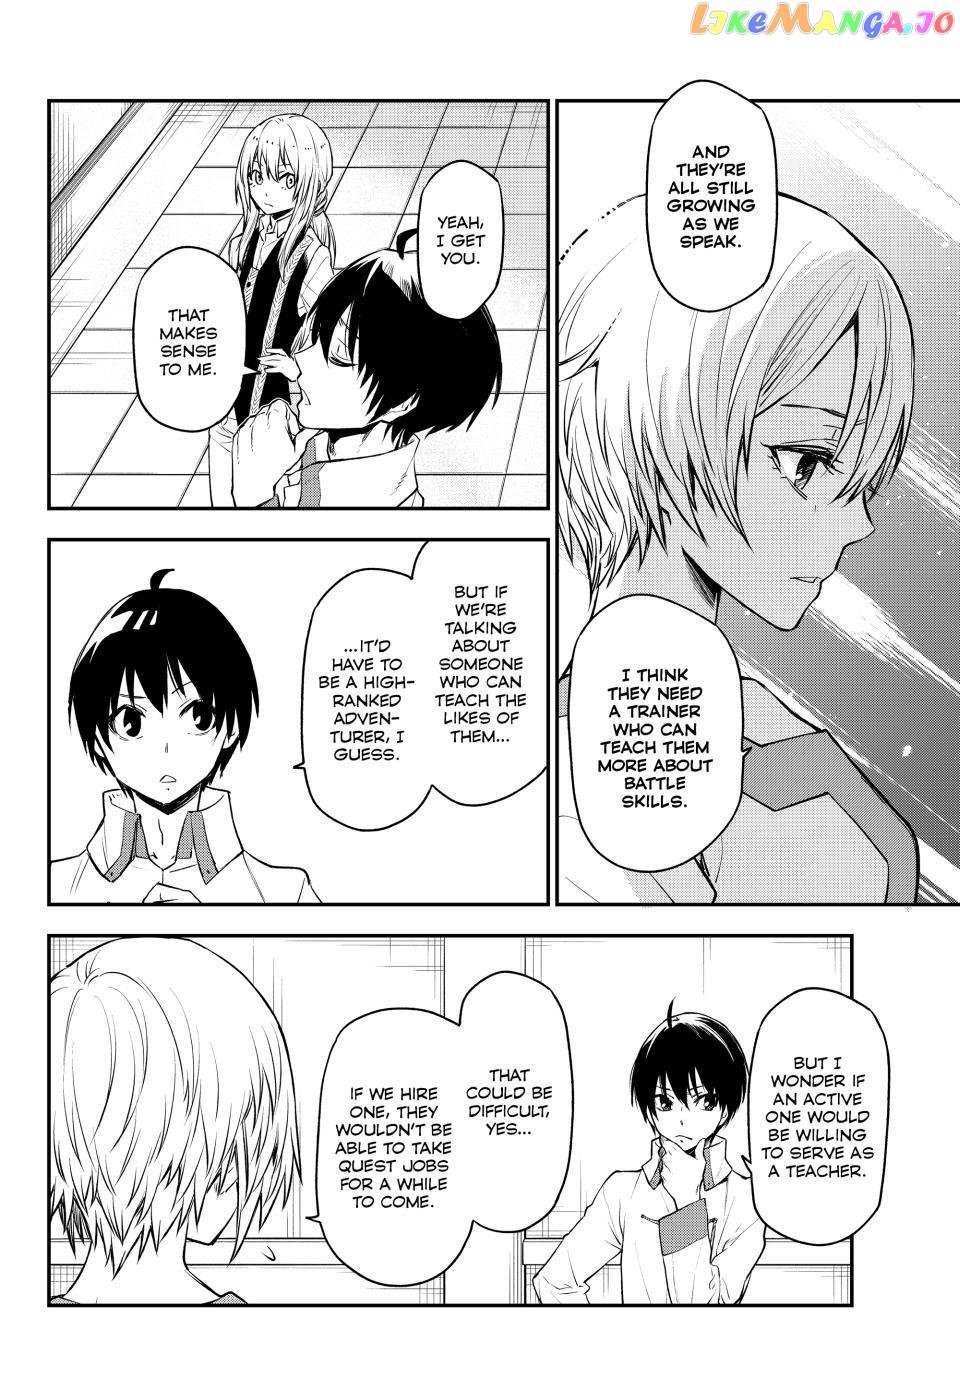 LIKEMANGA.IO
AND
THEY'RE
ALL STILL
GROWING
AS WE
SPEAK.
I THINK
THEY NEED
A TRAINER
WHO CAN
TEACH THEM
MORE ABOUT
BATTLE
SKILLS.
YEAH,
I GET
YOU.
THAT
MAKES
SENSE
TO ME.
BUT IF
WE'RE
TALKING
ABOUT
SOMEONE
WHO CAN
TEACH THE
LIKES OF
THEM...
...IT'D
HAVE TO
BE A HIGH-
RANKED
ADVEN-
TURER, I
GUESS.
BUT I
WONDER IF
AN ACTIVE
ONE WOULD
BE WILLING
TO SERVE AS
A TEACHER.
THAT
COULD BE
DIFFICULT,
YES...
IF WE HIRE
ONE, THEY
WOULDN'T BE
ABLE TO TAKE
QUEST JOBS
FOR A WHILE
TO COME.